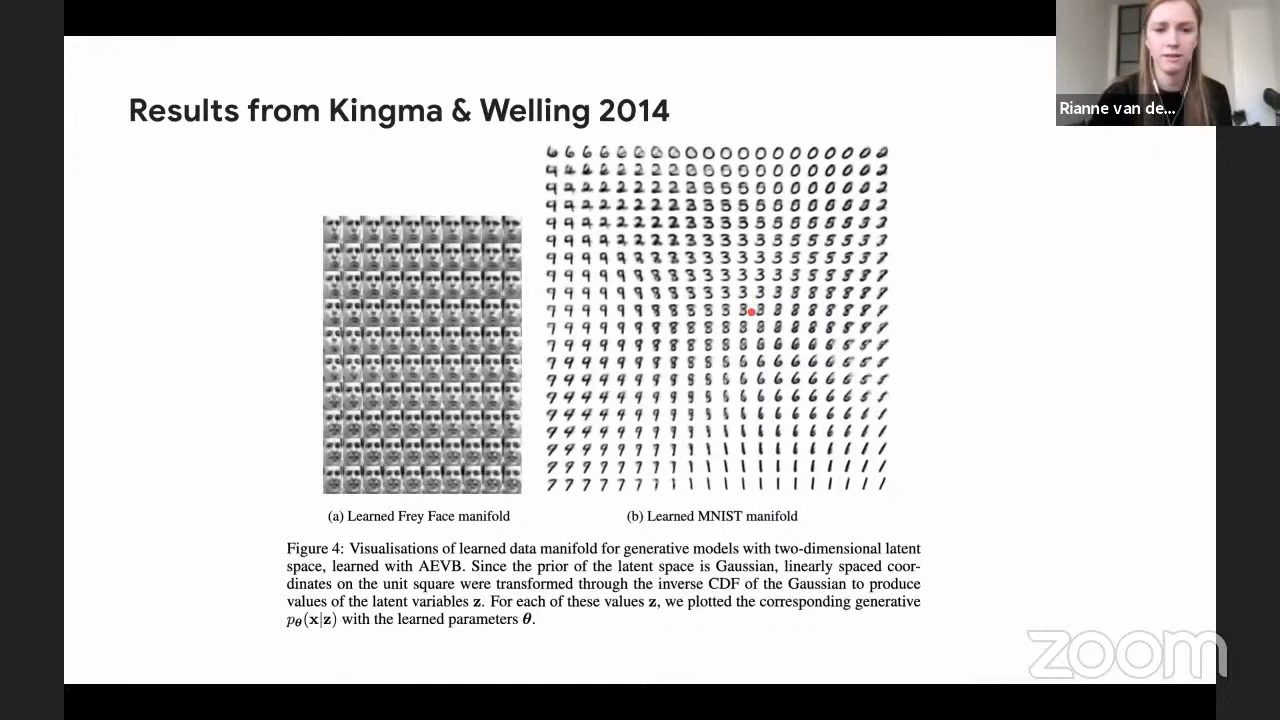 Rianne van de...
Results from Kingma & Welling 2014
(a) Learned Frey Face manifold
(b) Learned MNIST manifold
Figure 4: Visualisations of learned data manifold for generative models with two-dimensional latent
space, learned with AEVB. Since the prior of the latent space is Gaussian, linearly spaced coor-
dinates on the unit square were transformed through the inverse CDF of the Gaussian to produce
values of the latent variables z. For each of these values z, we plotted the corresponding generative
pθ(x|z) with the learned parameters θ.
zoom